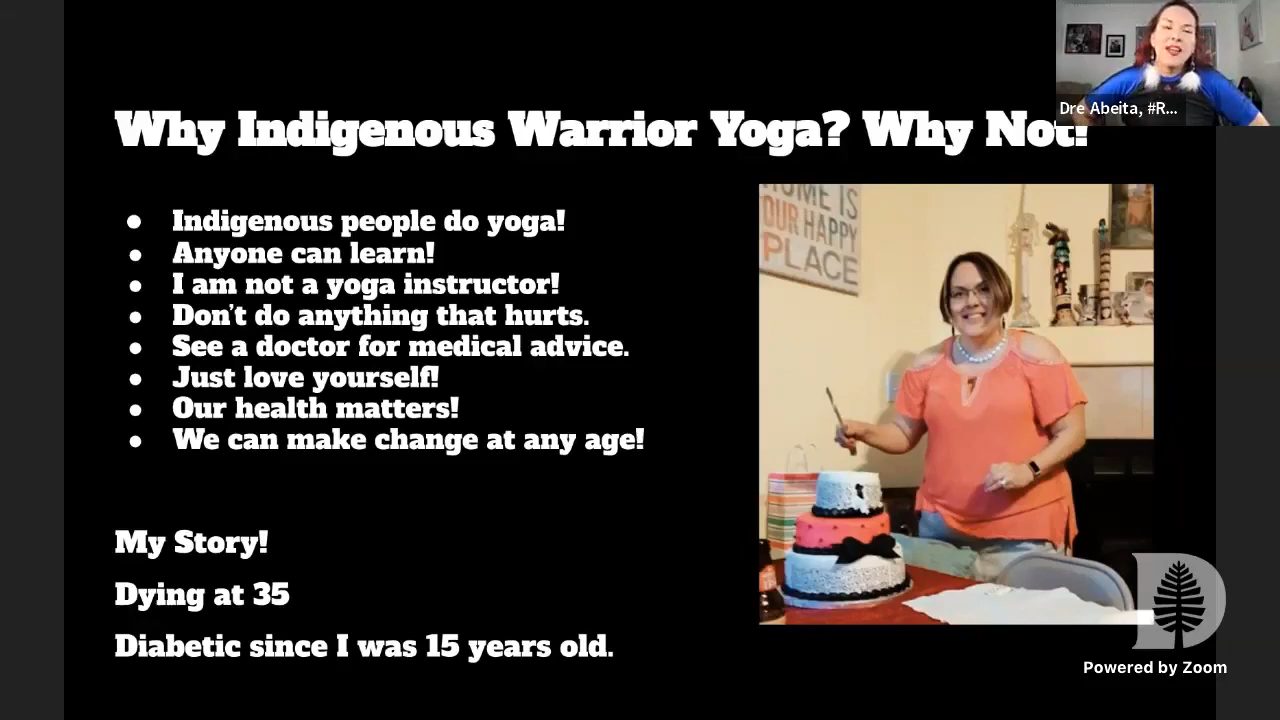 Why Indigenous Warrior Yoga? Why Not!
Dre Abeita, #R...
● Indigenous people do yoga!
● Anyone can learn!
● I am not a yoga instructor!
● Don't do anything that hurts.
● See a doctor for medical advice.
● Just love yourself!
● Our health matters!
● We can make change at any age!
My Story!
Dying at 35
Diabetic since I was 15 years old.
HOME IS
OUR HAPPY
PLACE
D
Powered by Zoom